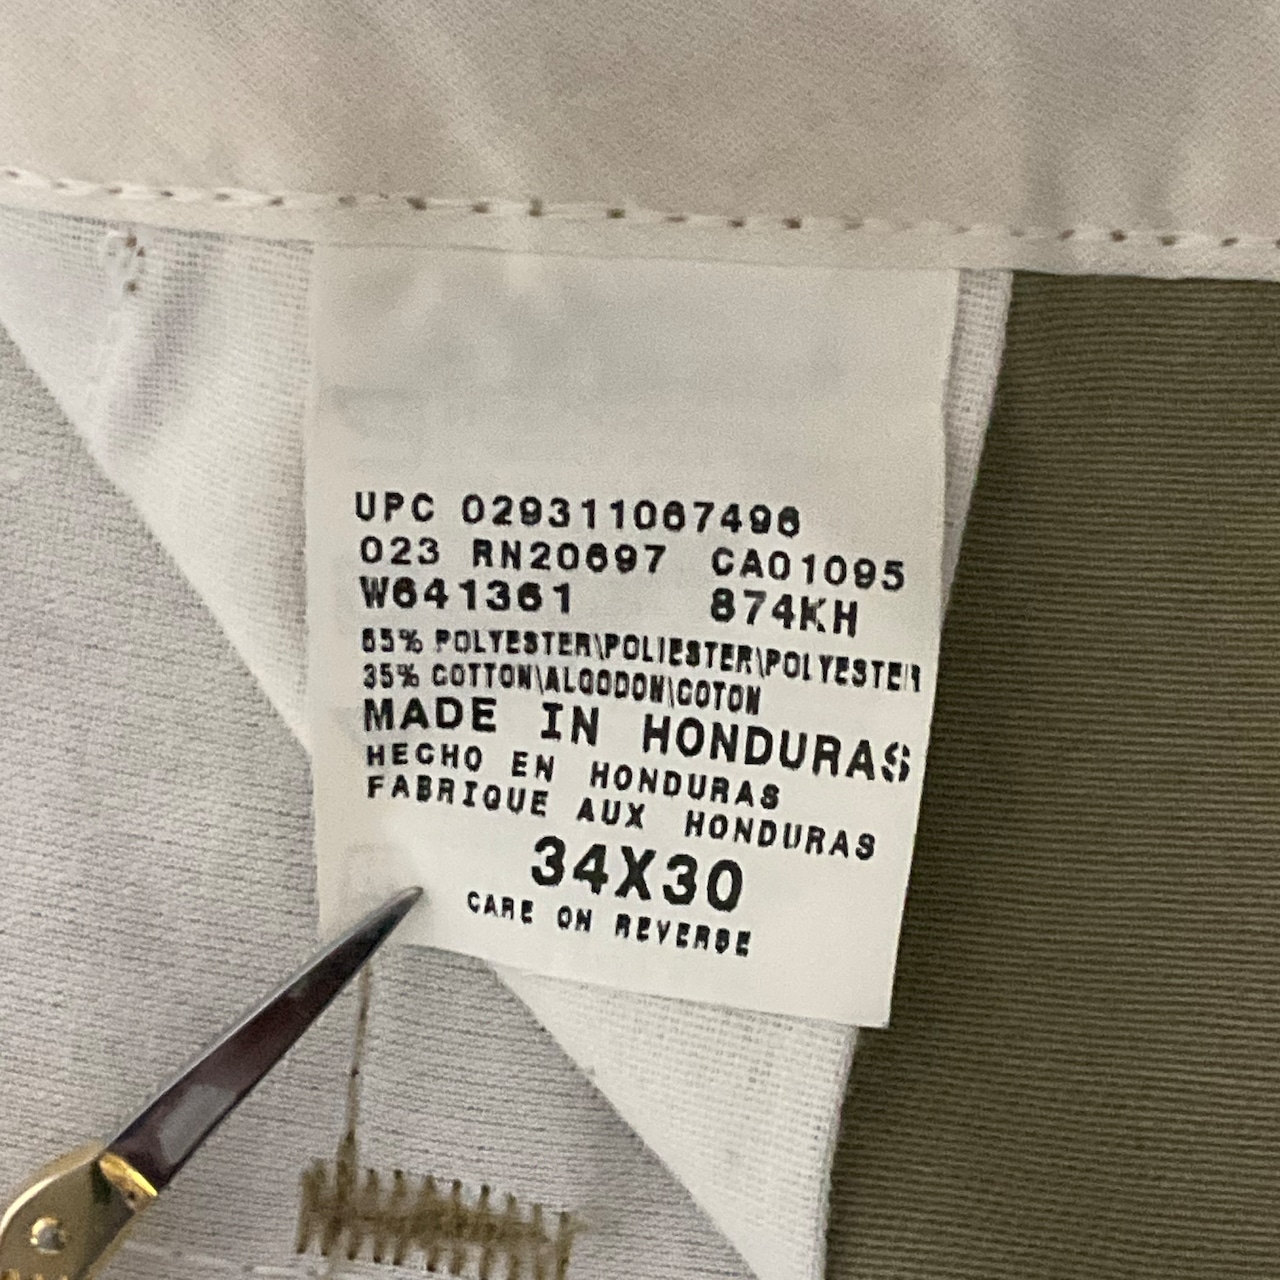 UPC 029311067496
023 RN20697 CA01095
W641361 874KH
65% POLYESTER\POLIESTER\POLYESTER
35% COTTON\ALGODON\COTON
MADE IN HONDURAS
HECHO EN HONDURAS
FABRIQUE AUX HONDURAS
34X30
CARE ON REVERSE